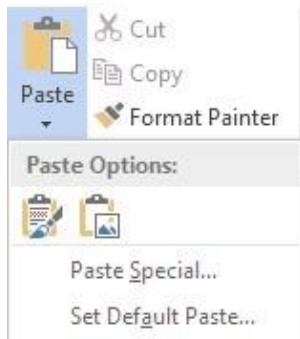 Cut
Copy
Paste
Format Painter
Paste Options:
Paste Special...
Set Default Paste...